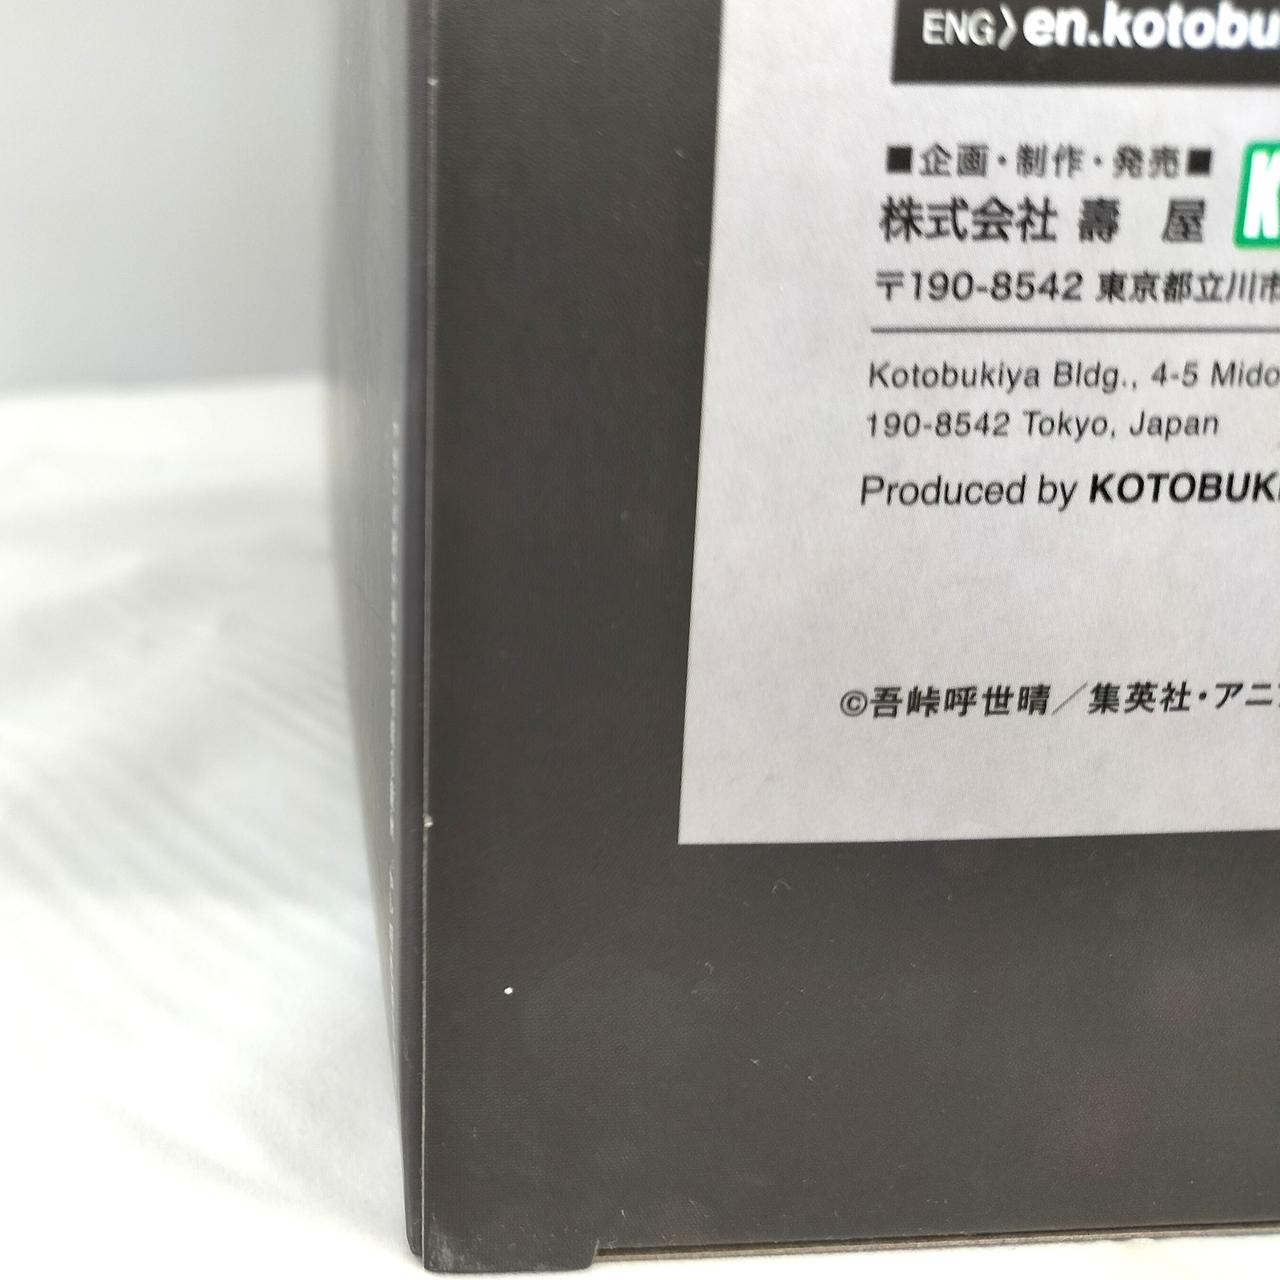 ENG〉en.kotobu
■企画・制作・発売■
株式会社 壽 屋 K
〒190-8542 東京都立川市
Kotobukiya Bldg., 4-5 Mido
190-8542 Tokyo, Japan
Produced by KOTOBUK
©吾峠呼世晴／集英社・アニ